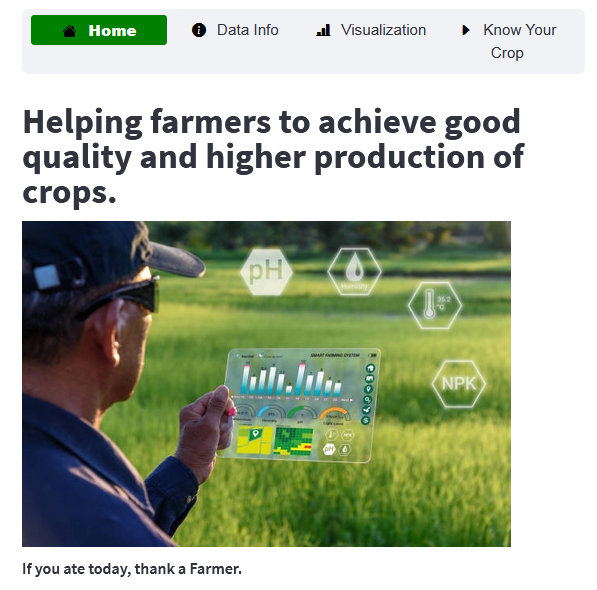 Home
Data Info
Visualization
Know Your
Crop
Helping farmers to achieve good
quality and higher production of
crops.
pH
Humidity
36.2
°C
SMART FARMING SYSTEM
NPK
pH
If you ate today, thank a Farmer.